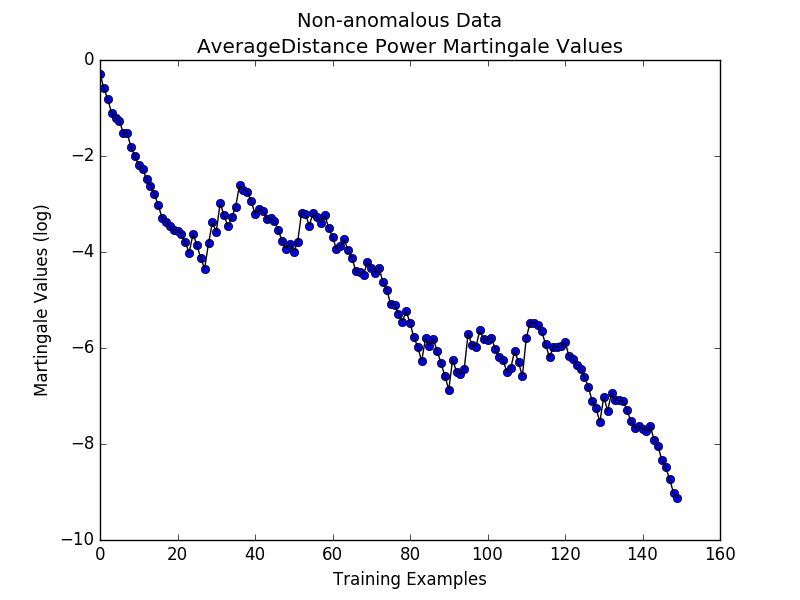 Non-anomalous Data
AverageDistance Power Martingale Values
0
−2
−4
−6
−8
−10
Martingale Values (log)
0 20 40 60 80 100 120 140 160
Training Examples